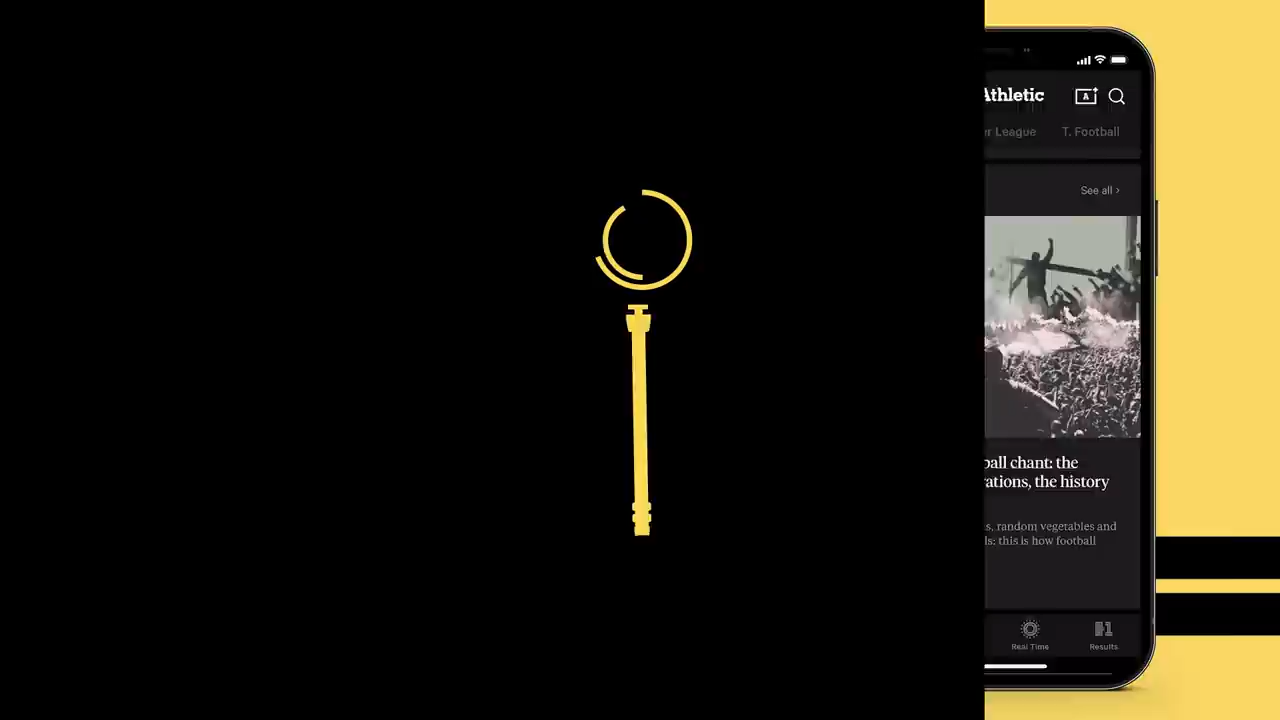 Athletic
A
er League T. Football
See all ›
ball chant: the
rations, the history
s, random vegetables and
ls: this is how football
Real Time Results